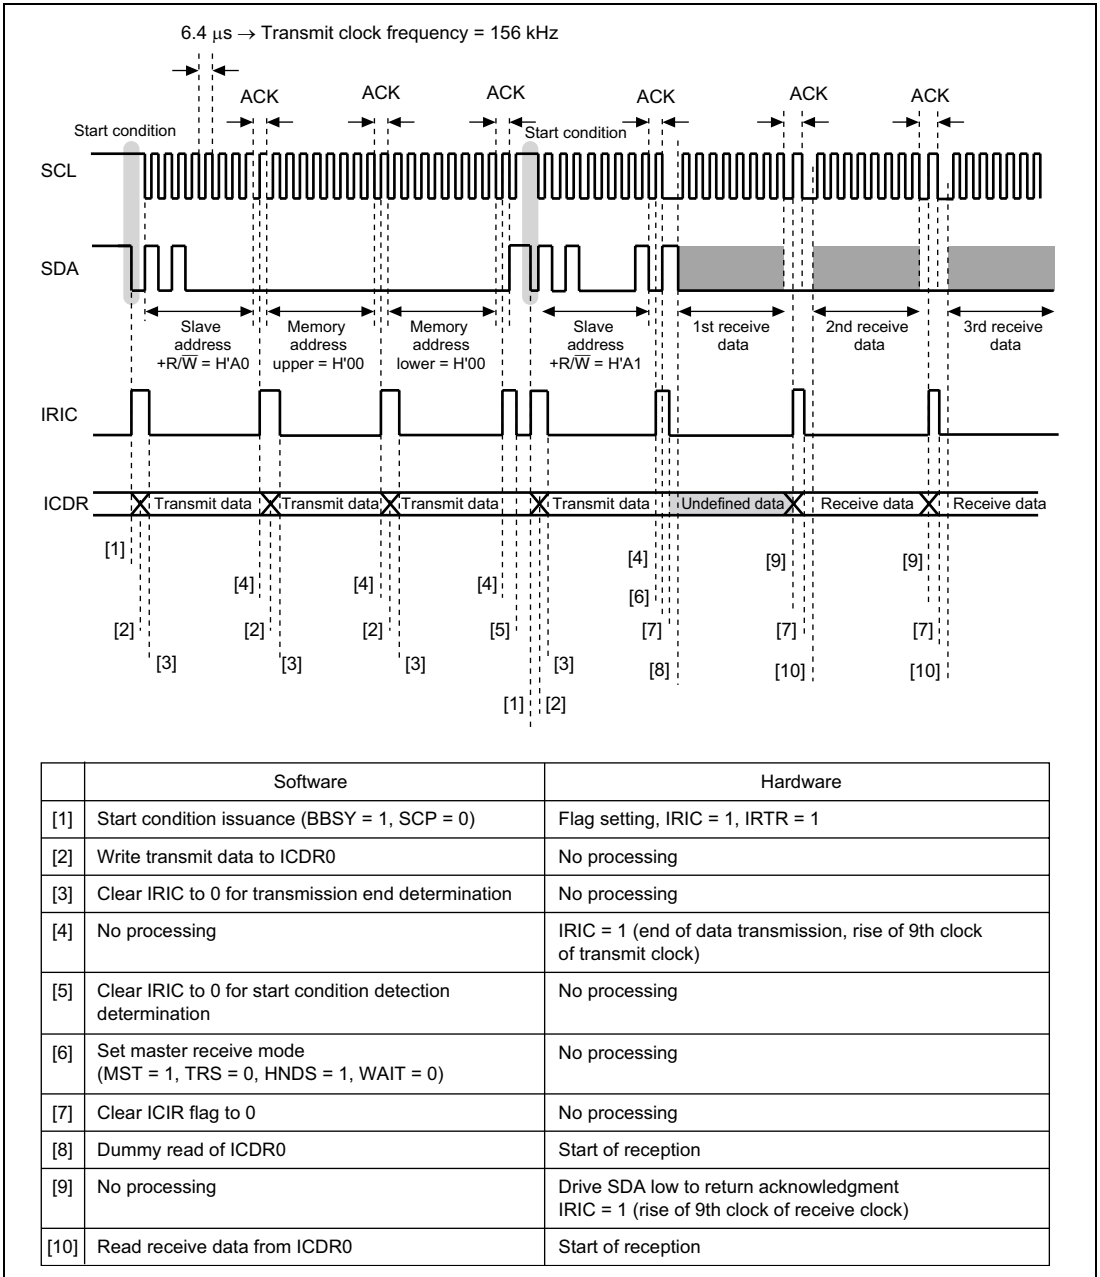 6.4 μs → Transmit clock frequency = 156 kHz
ACK ACK ACK ACK ACK ACK
Start condition Start condition
SCL
SDA
Slave address +R/W̅ = H'A0
Memory address upper = H'00
Memory address lower = H'00
Slave address +R/W̅ = H'A1
1st receive data
2nd receive data
3rd receive data
IRIC
ICDR Transmit data Transmit data Transmit data Transmit data Undefined data Receive data Receive data
[1] [4] [9] [9]
[4] [4] [4] [6]
[2] [2] [2] [5] [7] [7] [7]
[3] [3] [3] [3] [8] [10] [10]
[1] [2]
Software Hardware
[1] Start condition issuance (BBSY = 1, SCP = 0) Flag setting, IRIC = 1, IRTR = 1
[2] Write transmit data to ICDR0 No processing
[3] Clear IRIC to 0 for transmission end determination No processing
[4] No processing IRIC = 1 (end of data transmission, rise of 9th clock
of transmit clock)
[5] Clear IRIC to 0 for start condition detection No processing
determination
[6] Set master receive mode No processing
(MST = 1, TRS = 0, HNDS = 1, WAIT = 0)
[7] Clear ICIR flag to 0 No processing
[8] Dummy read of ICDR0 Start of reception
[9] No processing Drive SDA low to return acknowledgment
IRIC = 1 (rise of 9th clock of receive clock)
[10] Read receive data from ICDR0 Start of reception